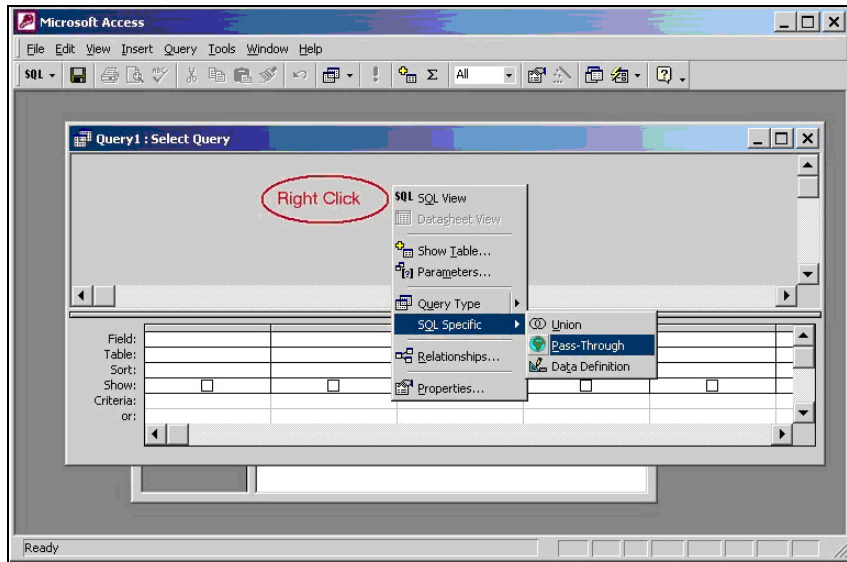 Microsoft Access
File Edit View Insert Query Tools Window Help
SQL All
Query1 : Select Query
Right Click
SQL SQL View
Datasheet View
Show Table...
Parameters...
Query Type
SQL Specific
Relationships...
Properties...
Union
Pass-Through
Data Definition
Field:
Table:
Sort:
Show:
Criteria:
or:
Ready